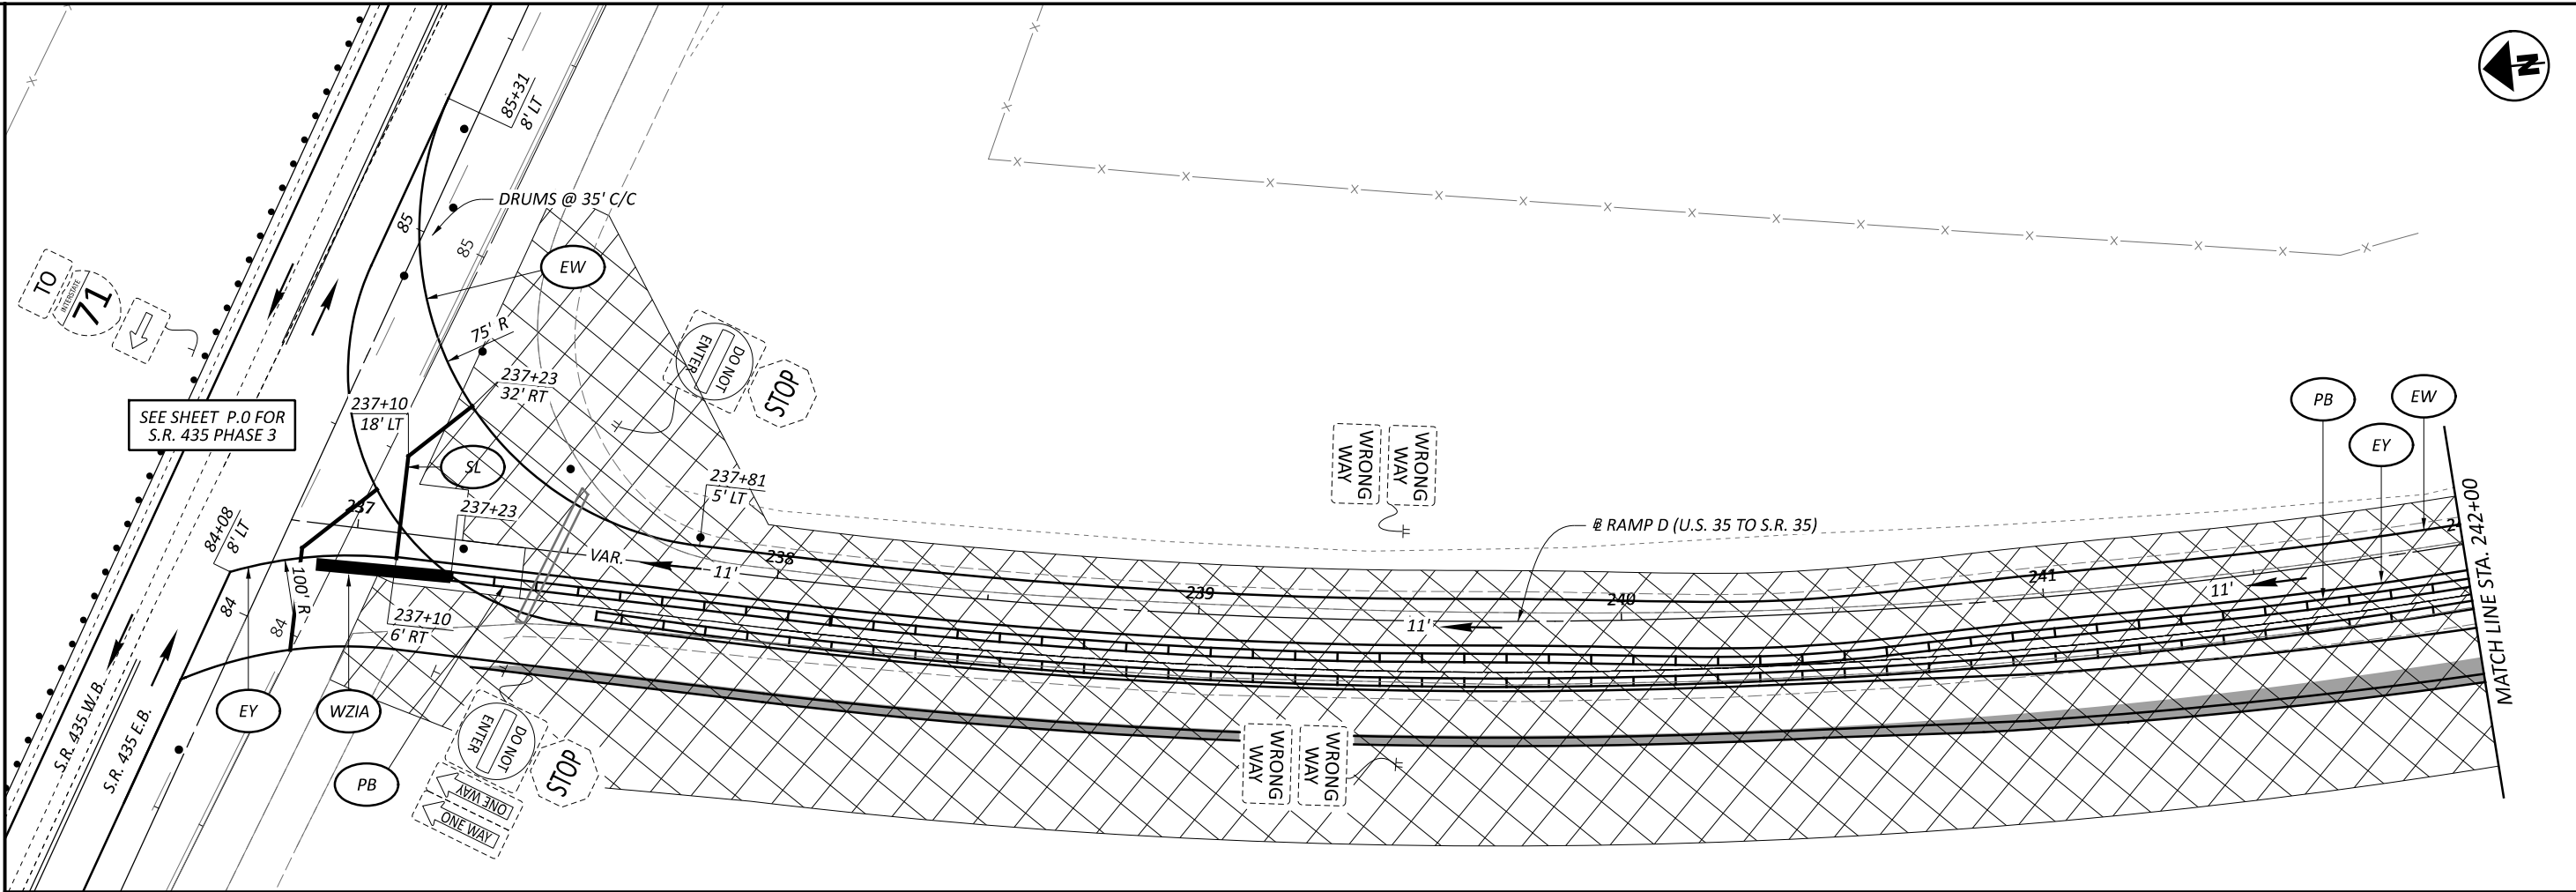 N
85+31
8' LT
DRUMS @ 35' C/C
85
85
EW
TO
INTERSTATE
71
75' R
DO NOT
ENTER
STOP
237+23
32' RT
237+10
18' LT
SEE SHEET P.0 FOR
S.R. 435 PHASE 3
SL
237+81
5' LT
237+23
237
84+08
8' LT
WRONG
WAY
WRONG
WAY
PB
EW
EY
℄ RAMP D (U.S. 35 TO S.R. 35)
MATCH LINE STA. 242+00
VAR.
11'
238
239
240
241
11'
11'
100' R
84
84
237+10
6' RT
EY
WZIA
PB
S.R. 435 W.B.
S.R. 435 E.B.
DO NOT
ENTER
STOP
ONE WAY
ONE WAY
WRONG
WAY
WRONG
WAY